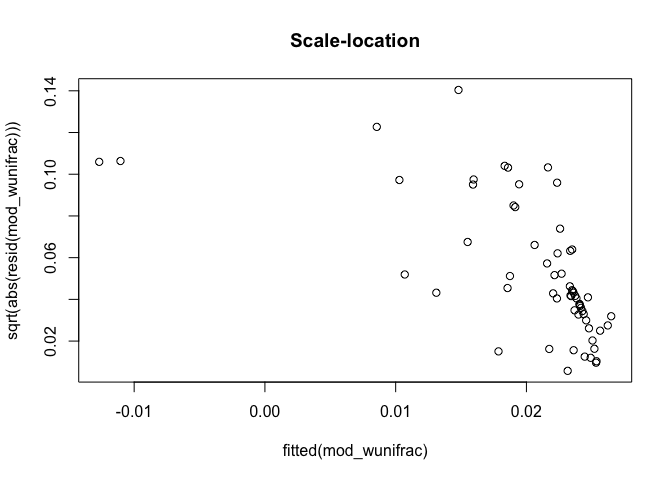 Scale-location
0.14
0.10
0.06
0.02
sqrt(abs(resid(mod_wunifrac)))
-0.01
0.00
0.01
0.02
fitted(mod_wunifrac)